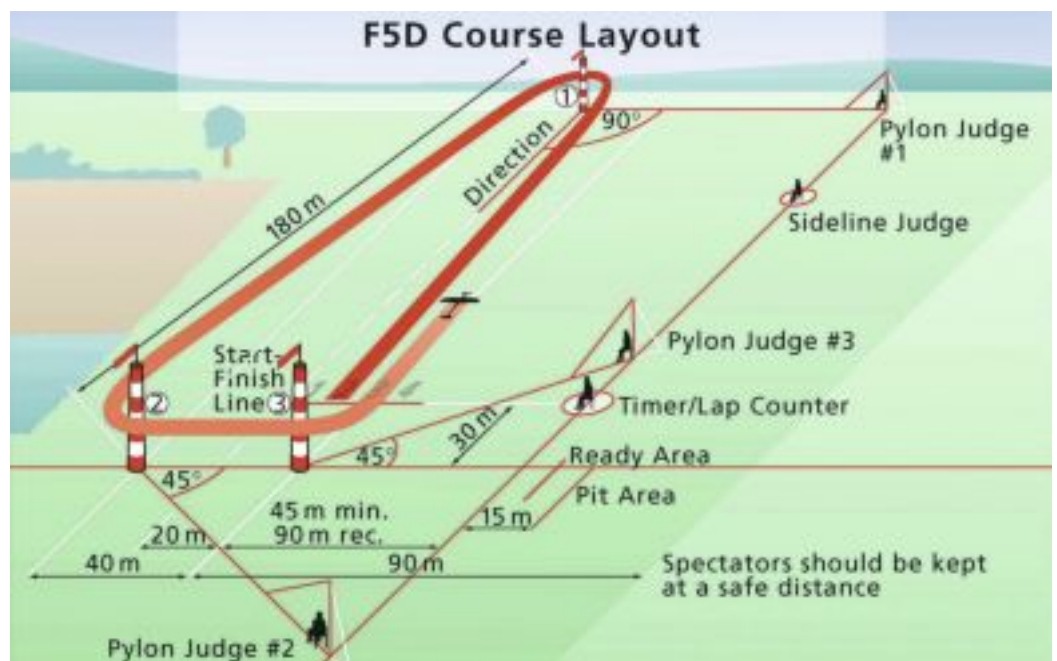 F5D Course Layout
1
90°
Pylon Judge
#1
Direction
180 m
Sideline Judge
Start-
Finish
Line
2
3
Pylon Judge #3
Timer/Lap Counter
30 m
45°
45°
Ready Area
Pit Area
45 m min.
90 m rec.
15 m
20 m
40 m
90 m
Spectators should be kept
at a safe distance
Pylon Judge #2